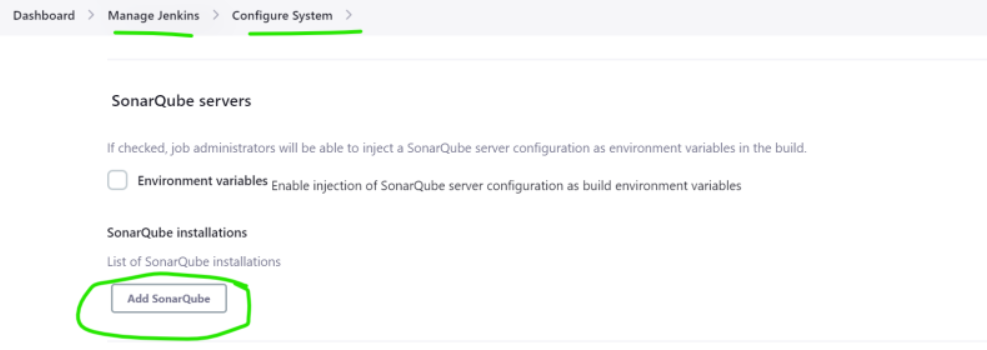 Dashboard > Manage Jenkins > Configure System >
SonarQube servers
If checked, job administrators will be able to inject a SonarQube server configuration as environment variables in the build.
Environment variables Enable injection of SonarQube server configuration as build environment variables
SonarQube installations
List of SonarQube installations
Add SonarQube